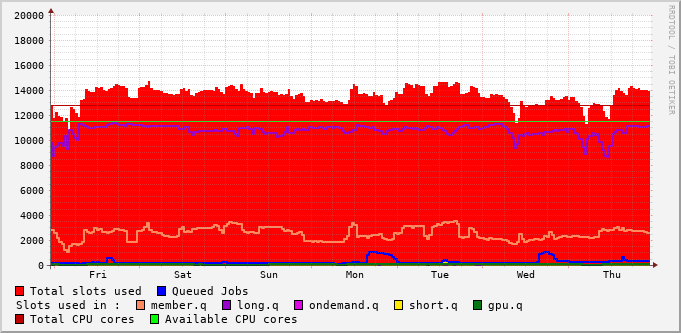 20000
18000
16000
14000
12000
10000
8000
6000
4000
2000
0
Fri Sat Sun Mon Tue Wed Thu
RRDTOOL / TOBI OETIKER
Total slots used Queued Jobs
Slots used in : member.q long.q ondemand.q short.q gpu.q
Total CPU cores Available CPU cores